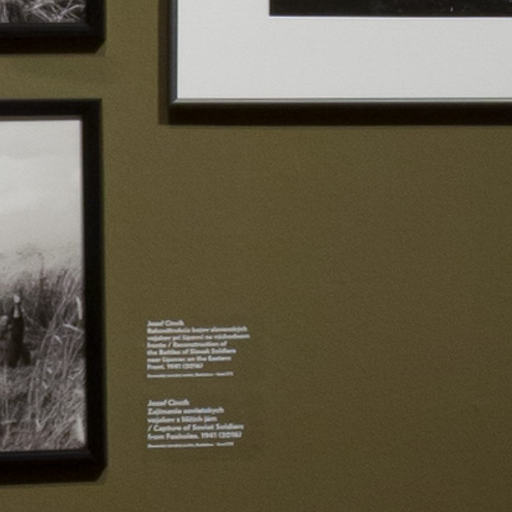 Jozef Cincík
Rekonštrukcia bojov slovenských
vojakov pri Lipovci na východnom
fronte / Reconstruction of
the Battles of Slovak Soldiers
near Lipovec on the Eastern
Front. 1941 (2016)
Jozef Cincík
Zajímanie sovietskych
vojakov z líščích jám
/ Capture of Soviet Soldiers
from Foxholes. 1941 (2016)